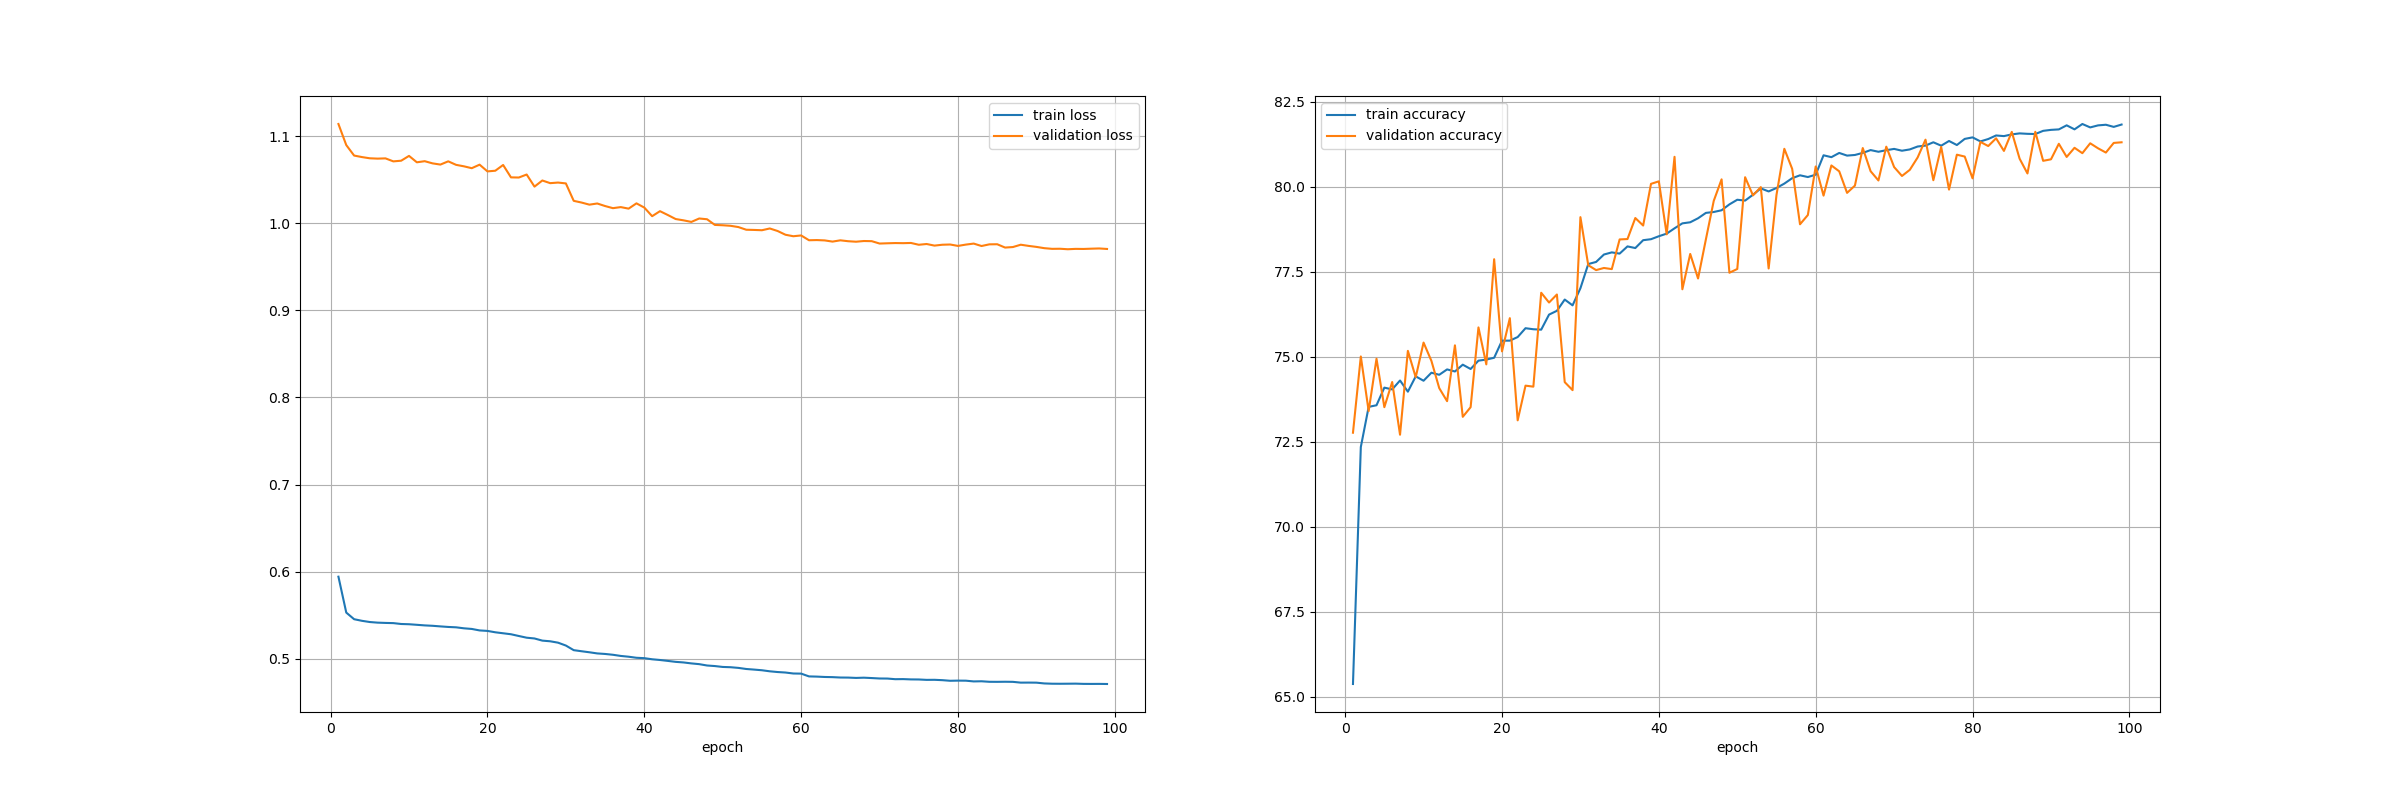 train loss
validation loss
1.1
1.0
0.9
0.8
0.7
0.6
0.5
0 20 40 60 80 100
epoch
train accuracy
validation accuracy
82.5
80.0
77.5
75.0
72.5
70.0
67.5
65.0
0 20 40 60 80 100
epoch